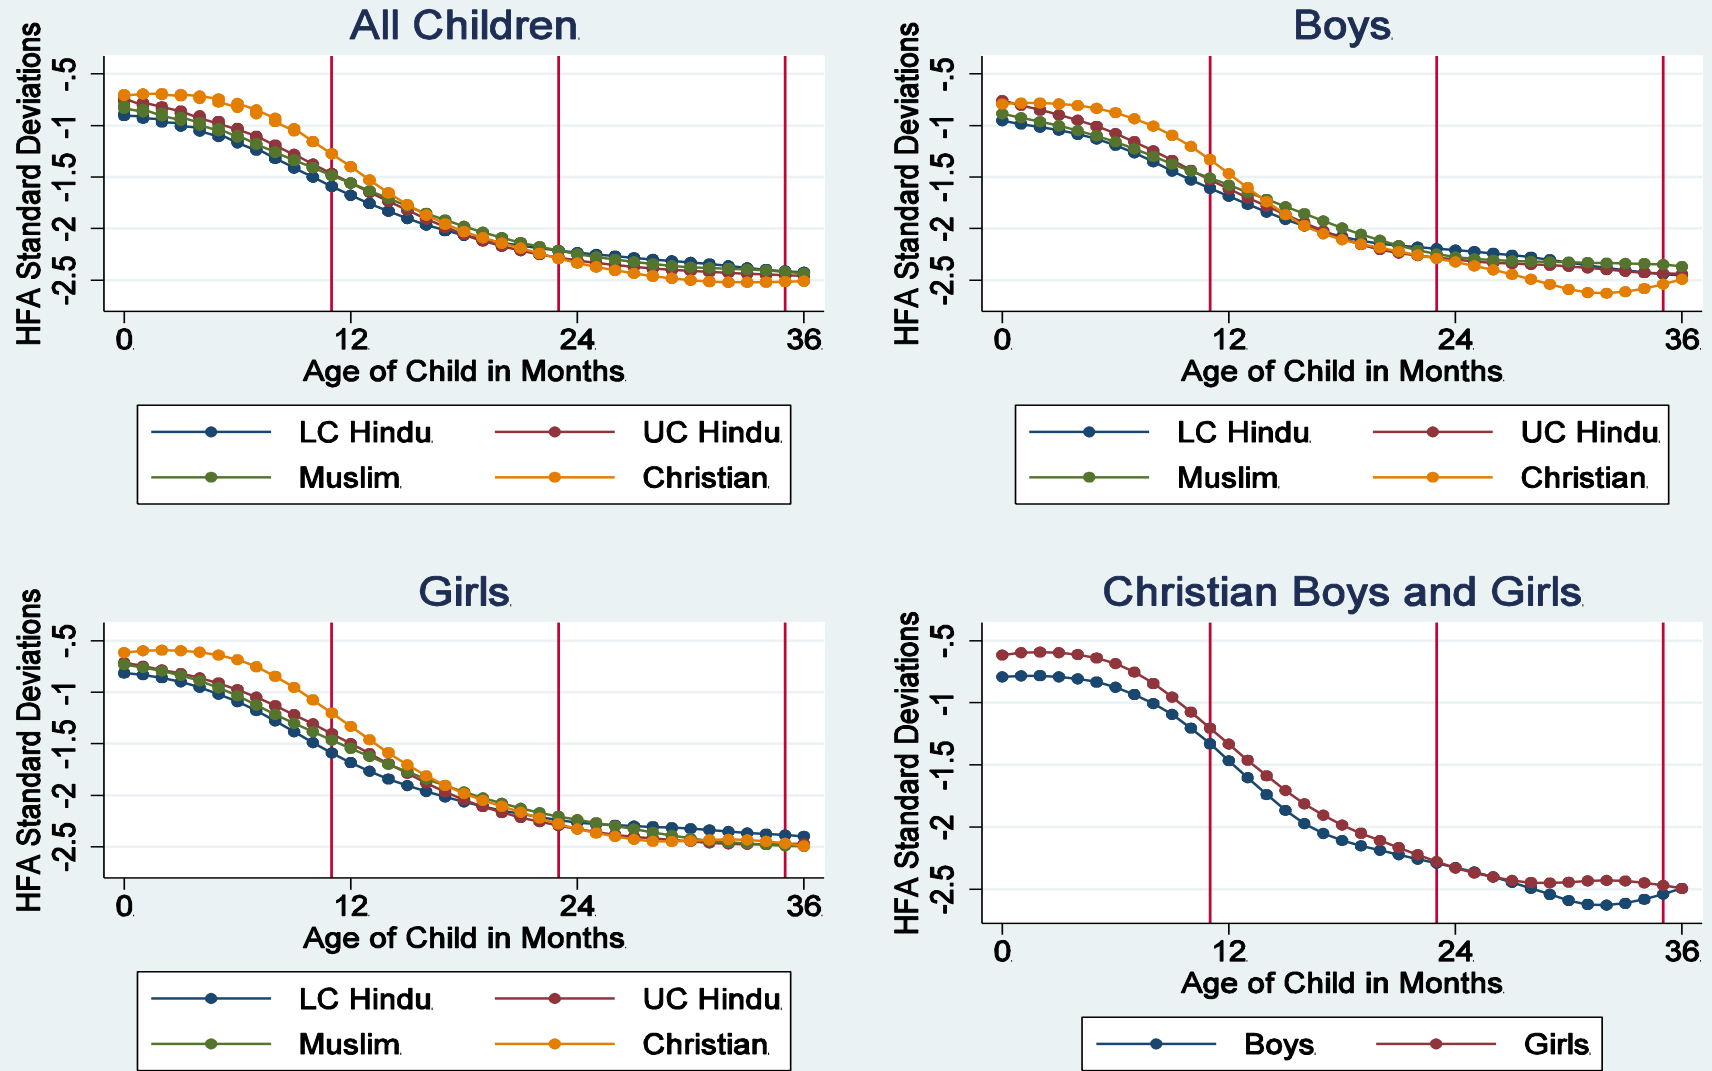 All Children
HFA Standard Deviations
-.5
-1
-1.5
-2
-2.5
0
12
24
36
Age of Child in Months
LC Hindu
UC Hindu
Muslim
Christian
Boys
HFA Standard Deviations
-.5
-1
-1.5
-2
-2.5
0
12
24
36
Age of Child in Months
LC Hindu
UC Hindu
Muslim
Christian
Girls
HFA Standard Deviations
-.5
-1
-1.5
-2
-2.5
0
12
24
36
Age of Child in Months
LC Hindu
UC Hindu
Muslim
Christian
Christian Boys and Girls
HFA Standard Deviations
-.5
-1
-1.5
-2
-2.5
0
12
24
36
Age of Child in Months
Boys
Girls